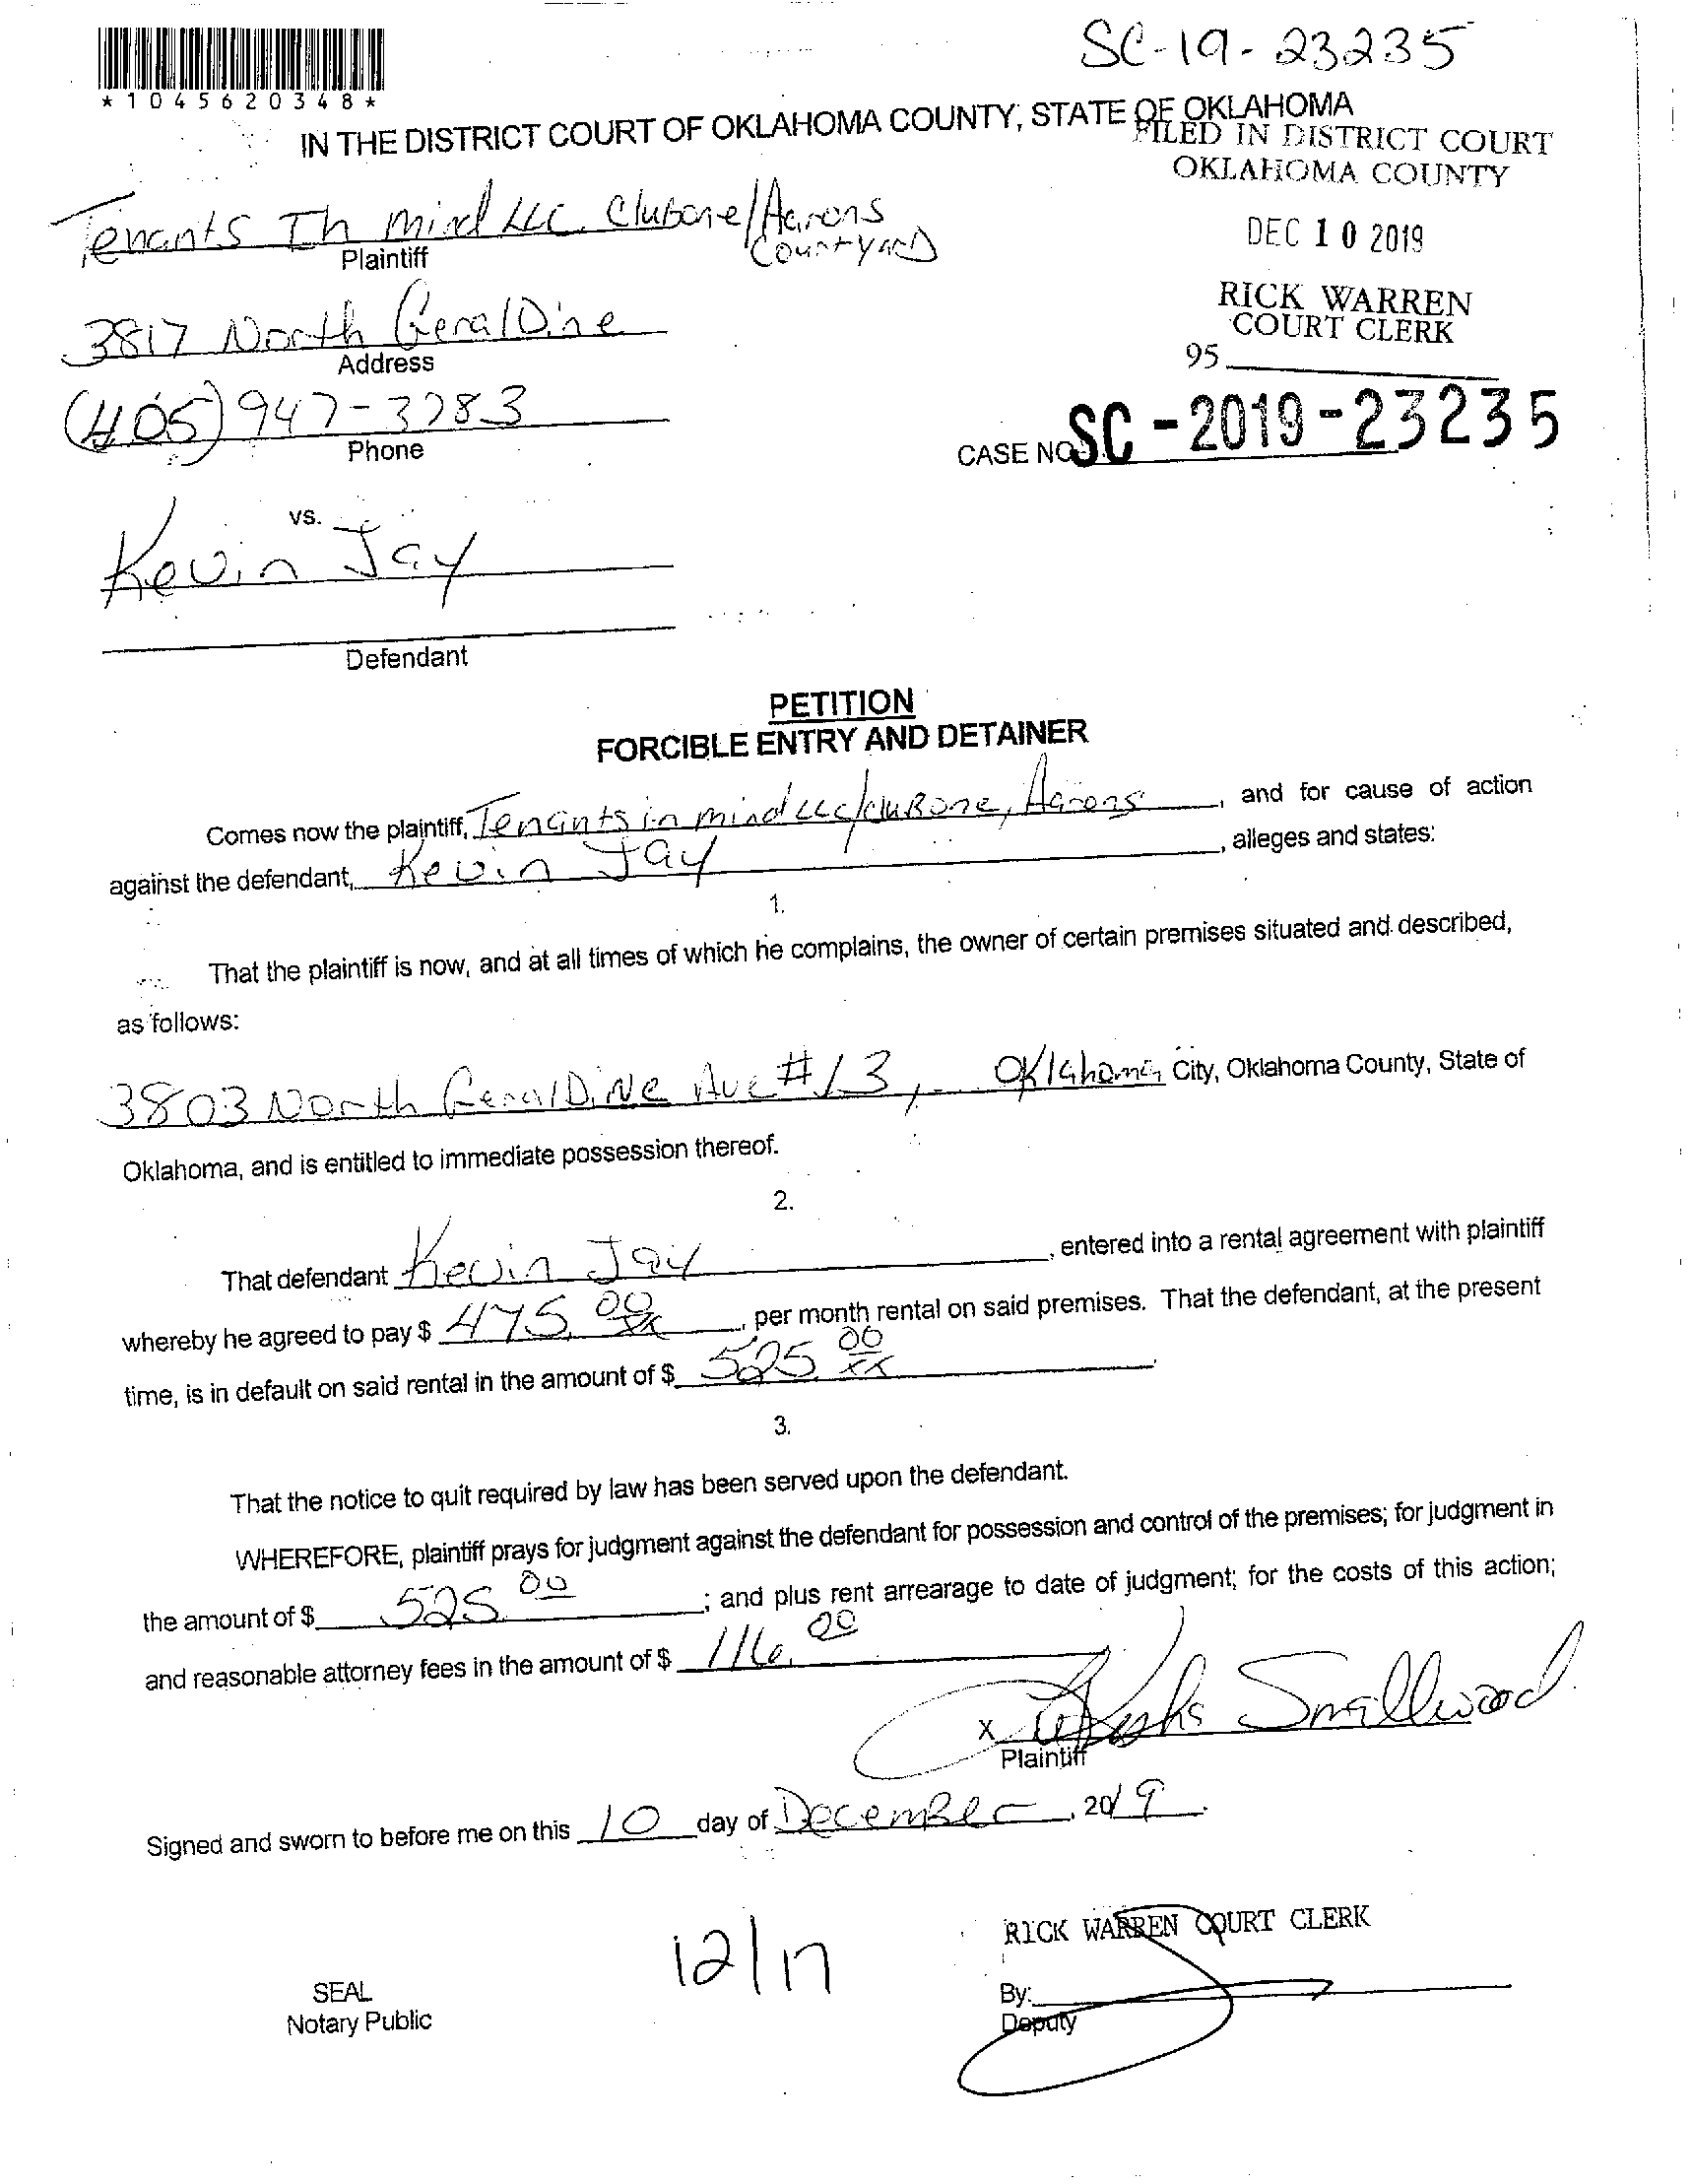 SC-19-23235
*1045620348*
IN THE DISTRICT COURT OF OKLAHOMA COUNTY, STATE OF OKLAHOMA
FILED IN DISTRICT COURT
OKLAHOMA COUNTY
Tenants In mind LLC. Clubone/Aarons
Courtyard
Plaintiff
DEC 10 2019
3817 North GeralDine
Address
RICK WARREN
COURT CLERK
95
(405) 947-3783
Phone
CASE NO. SC-2019-23235
vs.
Kevin Jay
Defendant
PETITION
FORCIBLE ENTRY AND DETAINER
Comes now the plaintiff, Tenants in mind LLC/cluBone, Aarons, and for cause of action
against the defendant, Kevin Jay, alleges and states:
1.
That the plaintiff is now, and at all times of which he complains, the owner of certain premises situated and described,
as follows:
3803 North GeralDiNe Ave #13, Oklahoma City, Oklahoma County, State of
Oklahoma, and is entitled to immediate possession thereof.
2.
That defendant Kevin Jay, entered into a rental agreement with plaintiff
whereby he agreed to pay $ 475.00/xx, per month rental on said premises. That the defendant, at the present
time, is in default on said rental in the amount of $ 525 00/xx.
3.
That the notice to quit required by law has been served upon the defendant.
WHEREFORE, plaintiff prays for judgment against the defendant for possession and control of the premises; for judgment in
the amount of $ 525.00; and plus rent arrearage to date of judgment; for the costs of this action;
and reasonable attorney fees in the amount of $ 116.00
X Smallwood
Plaintiff
Signed and sworn to before me on this 10 day of DecemBer, 2019.
RICK WARREN COURT CLERK
12/17
SEAL
By:
Notary Public
Deputy